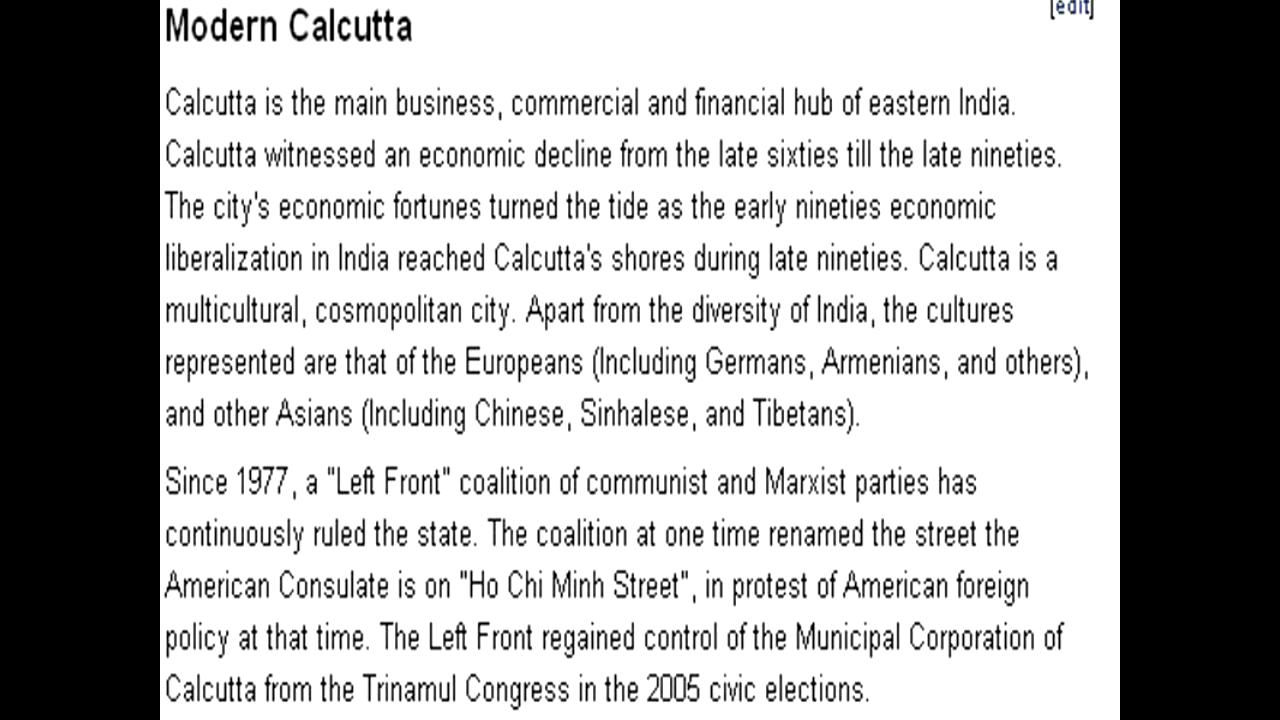 [edit]
Modern Calcutta
Calcutta is the main business, commercial and financial hub of eastern India.
Calcutta witnessed an economic decline from the late sixties till the late nineties.
The city's economic fortunes turned the tide as the early nineties economic
liberalization in India reached Calcutta's shores during late nineties. Calcutta is a
multicultural, cosmopolitan city. Apart from the diversity of India, the cultures
represented are that of the Europeans (Including Germans, Armenians, and others),
and other Asians (Including Chinese, Sinhalese, and Tibetans).
Since 1977, a "Left Front" coalition of communist and Marxist parties has
continuously ruled the state. The coalition at one time renamed the street the
American Consulate is on "Ho Chi Minh Street", in protest of American foreign
policy at that time. The Left Front regained control of the Municipal Corporation of
Calcutta from the Trinamul Congress in the 2005 civic elections.